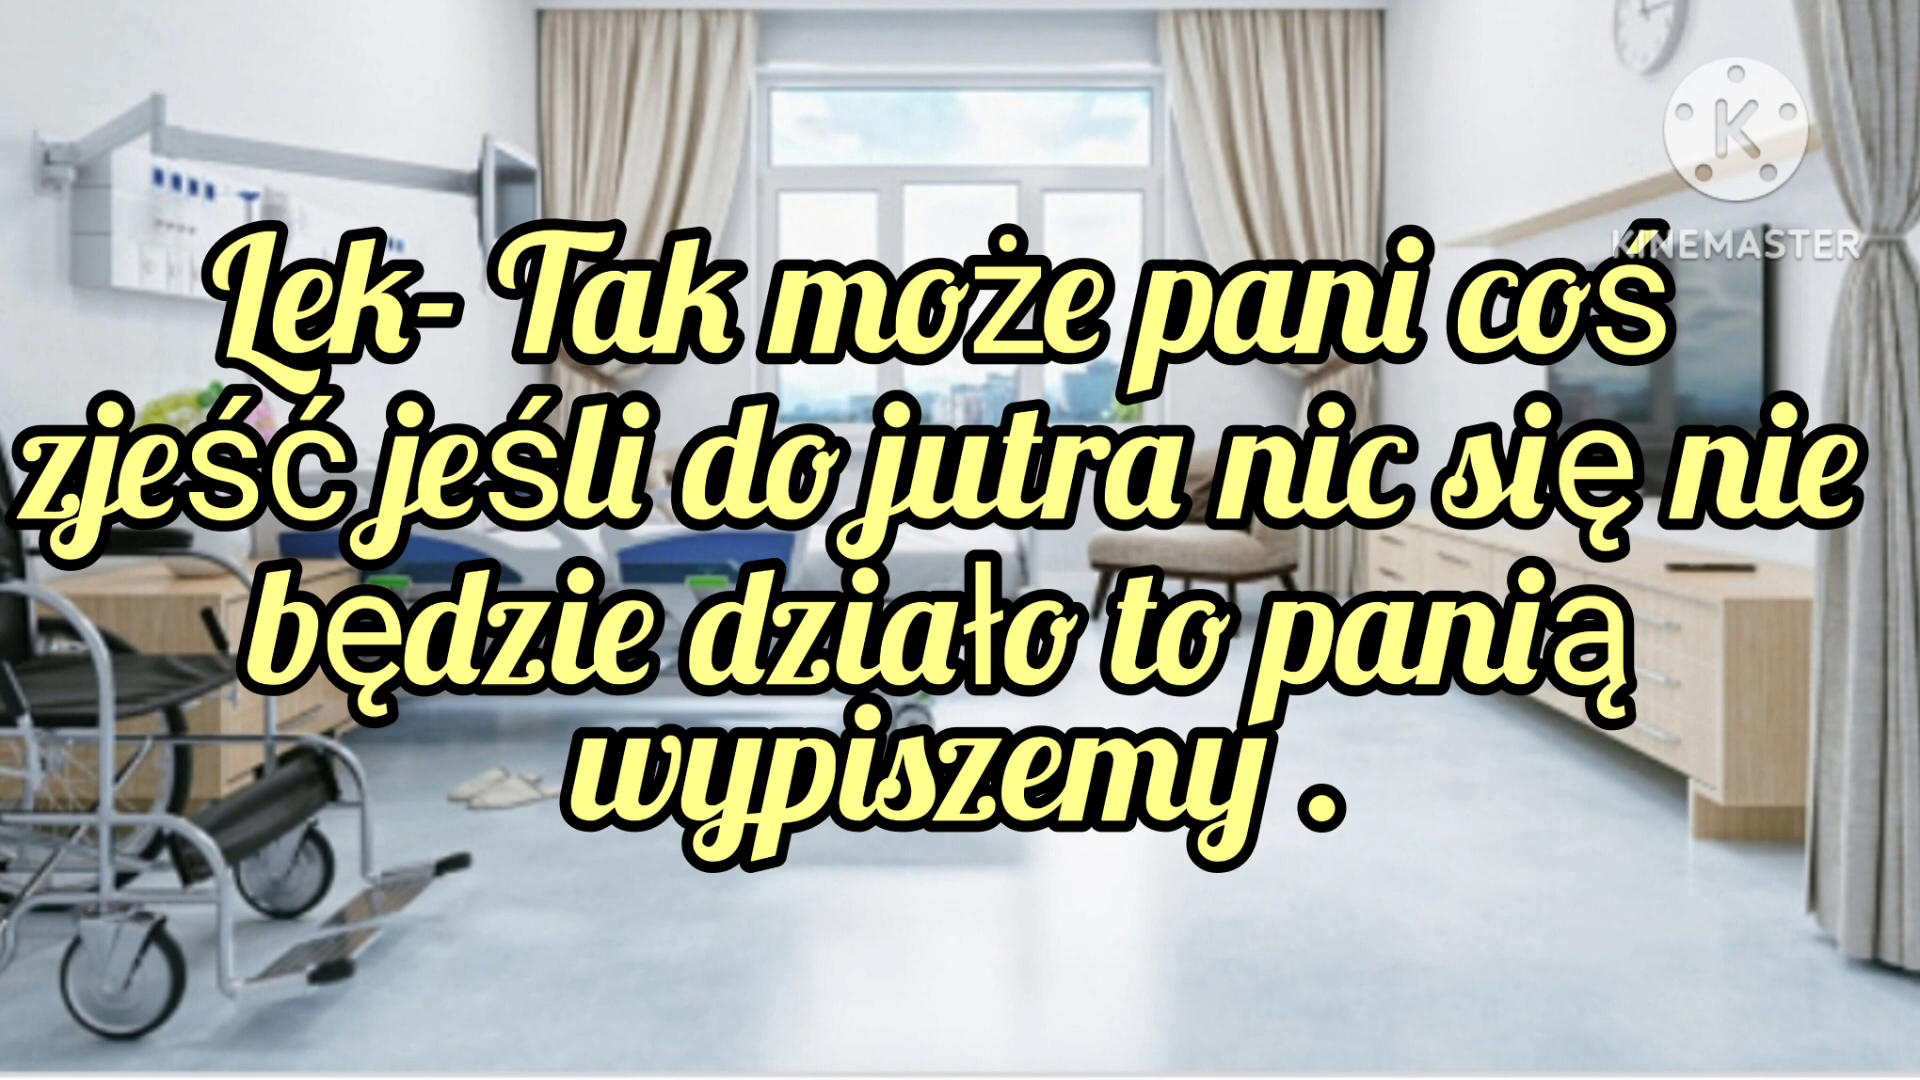 K
KINEMASTER
Lek- Tak może pani coś
zjeść jeśli do jutra nic się nie
będzie działo to panią
wypiszemy .